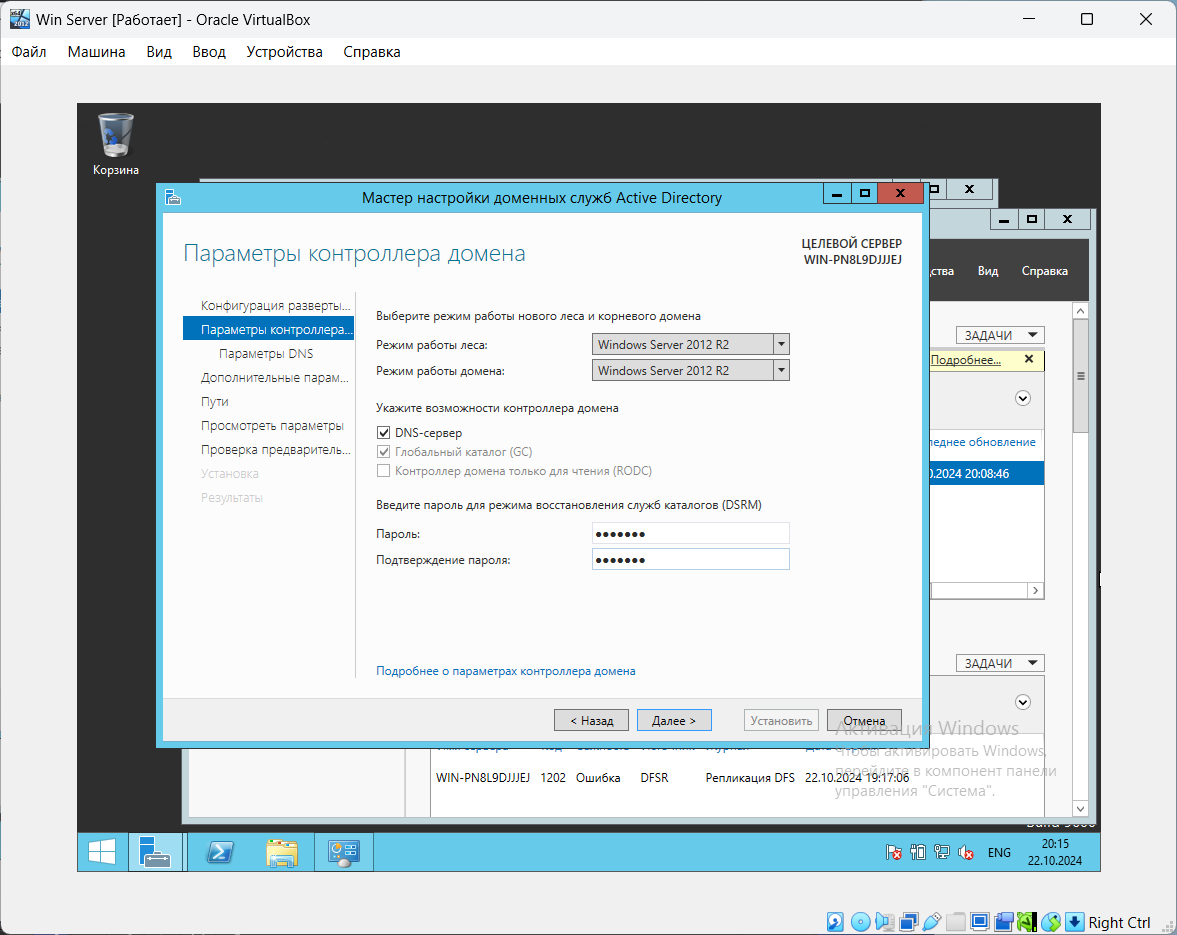 Win Server [Работает] - Oracle VirtualBox
Файл Машина Вид Ввод Устройства Справка
Корзина
Мастер настройки доменных служб Active Directory
Параметры контроллера домена
ЦЕЛЕВОЙ СЕРВЕР
WIN-PN8L9DJJJEJ
Вид Справка
Конфигурация разверты...
Параметры контроллера...
Параметры DNS
Дополнительные парам...
Пути
Просмотреть параметры
Проверка предваритель...
Установка
Результаты
Выберите режим работы нового леса и корневого домена
Режим работы леса: Windows Server 2012 R2
Режим работы домена: Windows Server 2012 R2
Укажите возможности контроллера домена
DNS-сервер
Глобальный каталог (GC)
Контроллер домена только для чтения (RODC)
Введите пароль для режима восстановления служб каталогов (DSRM)
Пароль: •••••••
Подтверждение пароля: •••••••
Подробнее о параметрах контроллера домена
< Назад Далее > Установить Отмена
ЗАДАЧИ
Подробнее...
обновление
.2024 20:08:46
ЗАДАЧИ
WIN-PN8L9DJJJEJ 1202 Ошибка DFSR Репликация DFS 22.10.2024 19:17:06
Активация Windows
Чтобы активировать Windows,
перейдите в компонент панели
управления "Система".
ENG 20:15
22.10.2024
Right Ctrl